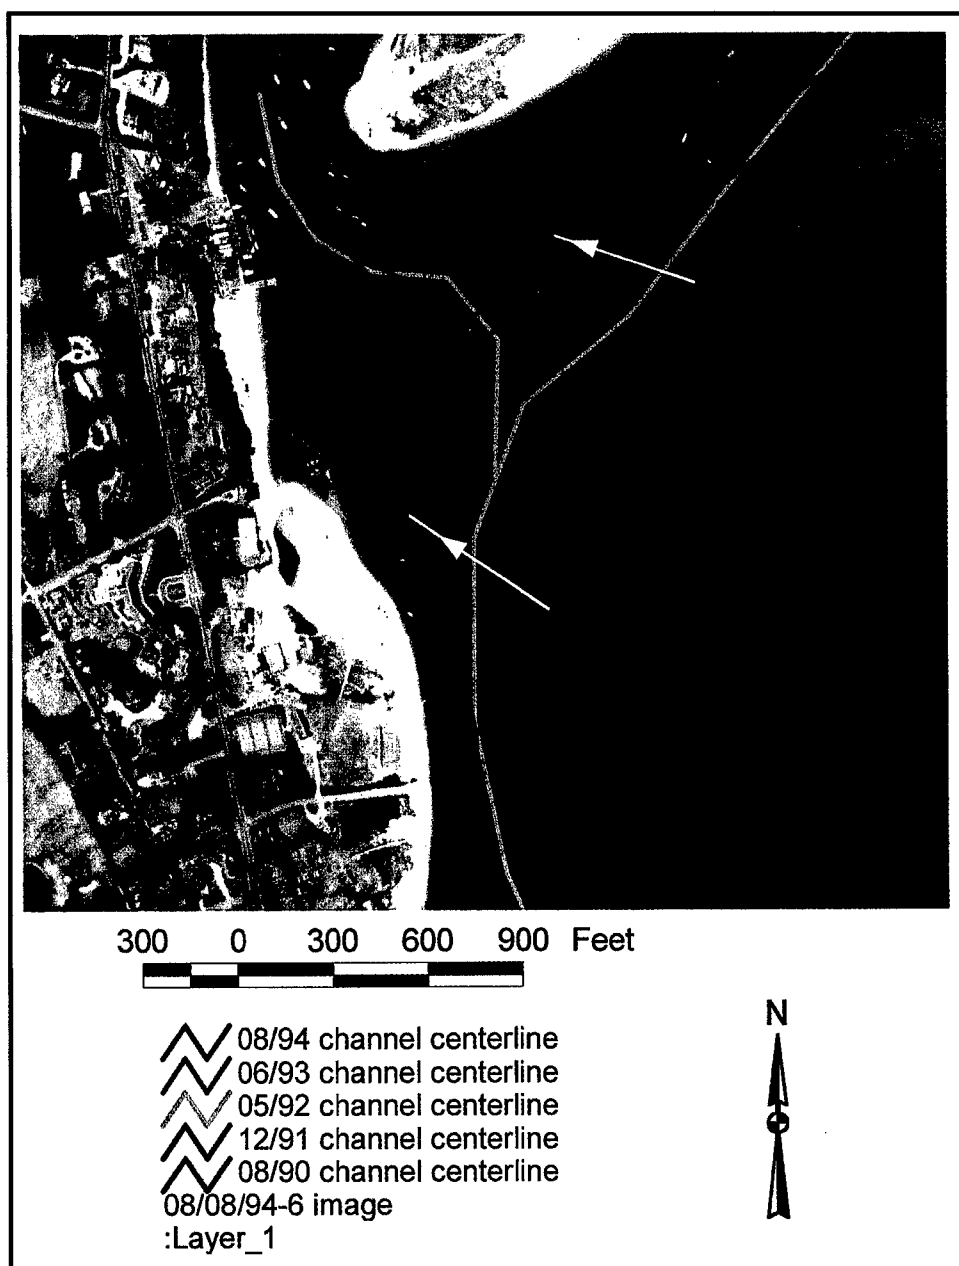 300 0 300 600 900 Feet
N
08/94 channel centerline
06/93 channel centerline
05/92 channel centerline
12/91 channel centerline
08/90 channel centerline
08/08/94-6 image
:Layer_1